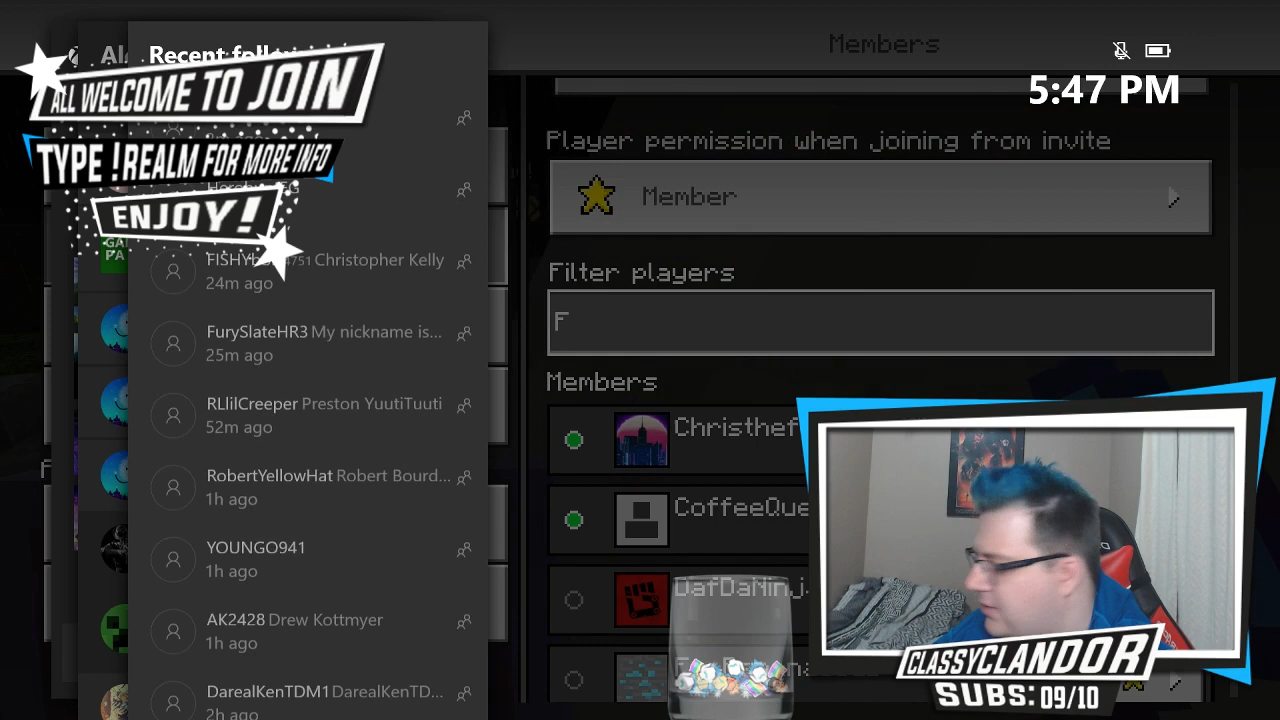 Members
5:47 PM
ALL WELCOME TO JOIN
TYPE !REALM FOR MORE INFO
ENJOY!
Christopher Kelly
24m ago
FurySlateHR3 My nickname is...
25m ago
RLlilCreeper Preston YuutiTuuti
52m ago
RobertYellowHat Robert Bourd...
1h ago
YOUNGO941
1h ago
AK2428 Drew Kottmyer
1h ago
DarealKenTDM1 DarealKenTD...
2h ago
Player permission when joining from invite
Member
Filter players
F
Members
Christhef
CoffeeQue
DafDaNinj
CLASSYCLANDOR
SUBS: 09/10